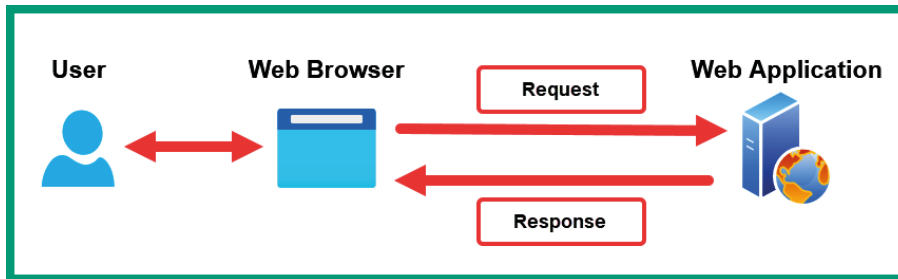 User
Web Browser
Request
Web Application
Response